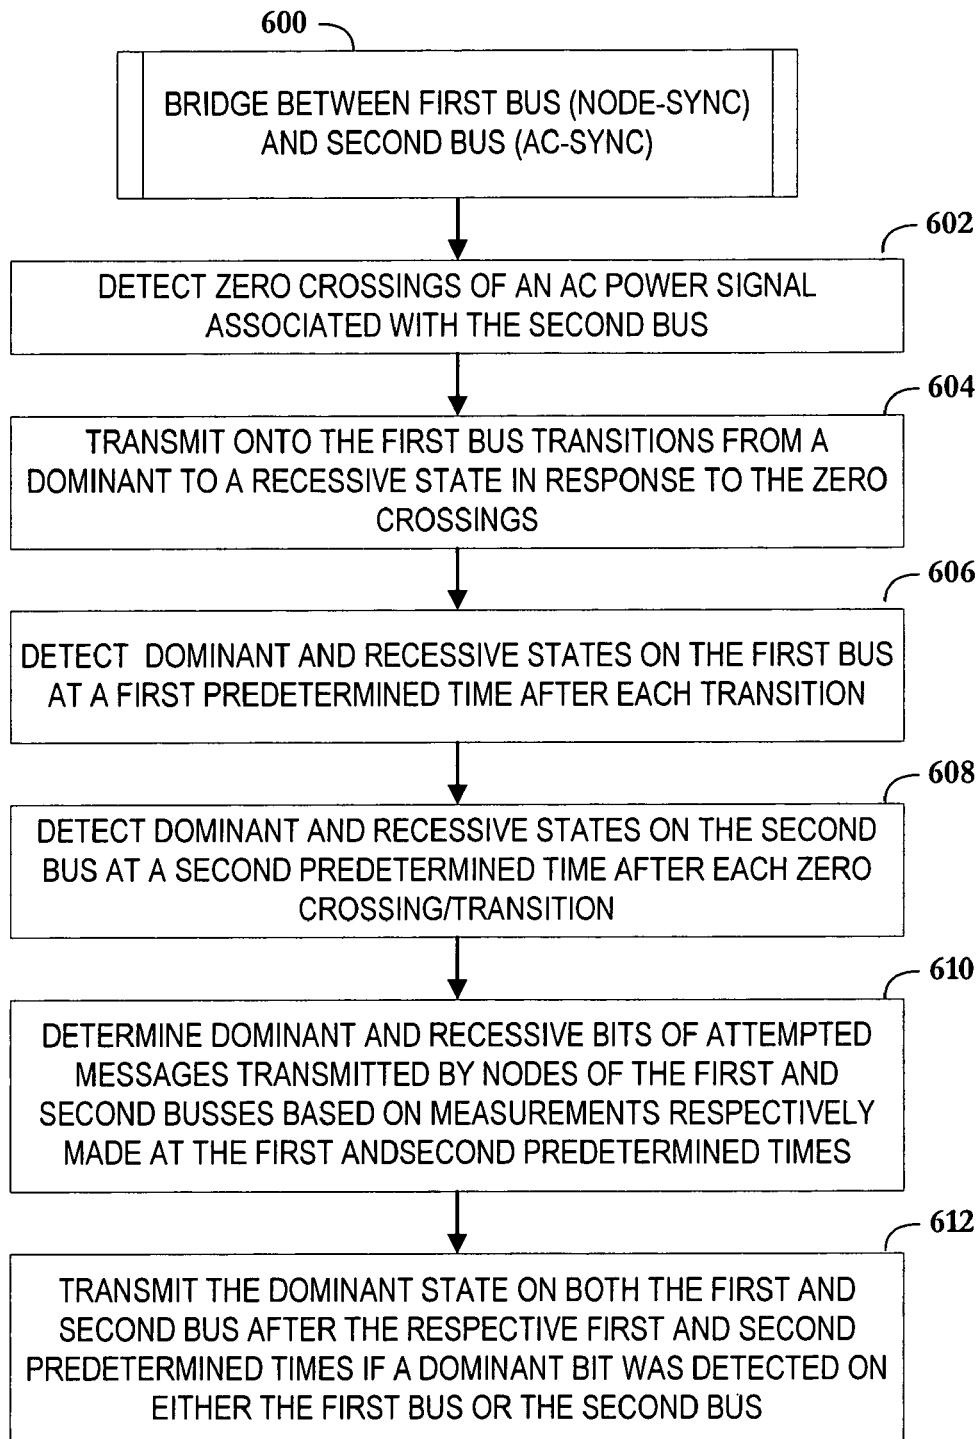 600
BRIDGE BETWEEN FIRST BUS (NODE-SYNC)
AND SECOND BUS (AC-SYNC)
602
DETECT ZERO CROSSINGS OF AN AC POWER SIGNAL
ASSOCIATED WITH THE SECOND BUS
604
TRANSMIT ONTO THE FIRST BUS TRANSITIONS FROM A
DOMINANT TO A RECESSIVE STATE IN RESPONSE TO THE ZERO
CROSSINGS
606
DETECT DOMINANT AND RECESSIVE STATES ON THE FIRST BUS
AT A FIRST PREDETERMINED TIME AFTER EACH TRANSITION
608
DETECT DOMINANT AND RECESSIVE STATES ON THE SECOND
BUS AT A SECOND PREDETERMINED TIME AFTER EACH ZERO
CROSSING/TRANSITION
610
DETERMINE DOMINANT AND RECESSIVE BITS OF ATTEMPTED
MESSAGES TRANSMITTED BY NODES OF THE FIRST AND
SECOND BUSSES BASED ON MEASUREMENTS RESPECTIVELY
MADE AT THE FIRST ANDSECOND PREDETERMINED TIMES
612
TRANSMIT THE DOMINANT STATE ON BOTH THE FIRST AND
SECOND BUS AFTER THE RESPECTIVE FIRST AND SECOND
PREDETERMINED TIMES IF A DOMINANT BIT WAS DETECTED ON
EITHER THE FIRST BUS OR THE SECOND BUS